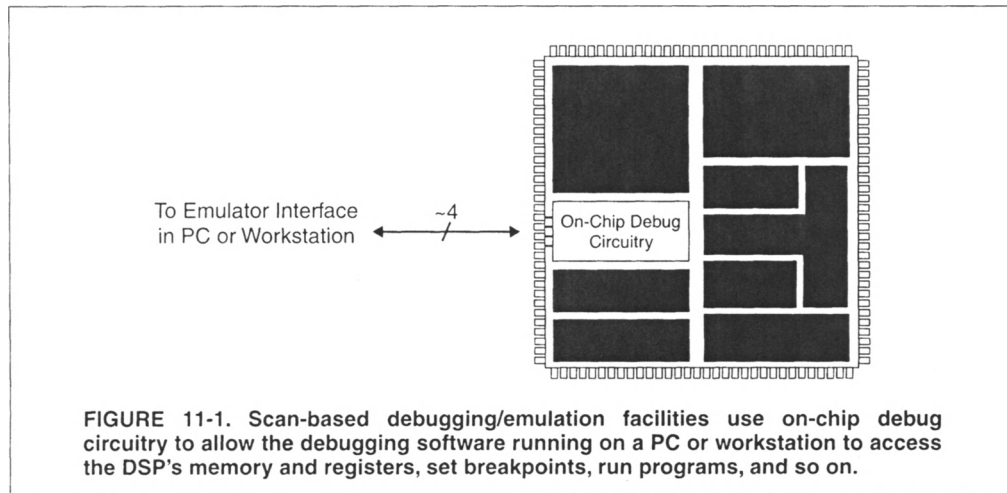 To Emulator Interface
in PC or Workstation
~4
On-Chip Debug
Circuitry
FIGURE 11-1. Scan-based debugging/emulation facilities use on-chip debug
circuitry to allow the debugging software running on a PC or workstation to access
the DSP's memory and registers, set breakpoints, run programs, and so on.